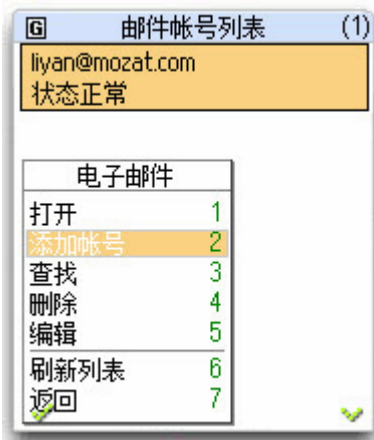 G 邮件帐号列表 (1)
liyan@mozat.com
状态正常
电子邮件
打开 1
添加帐号 2
查找 3
删除 4
编辑 5
刷新列表 6
返回 7